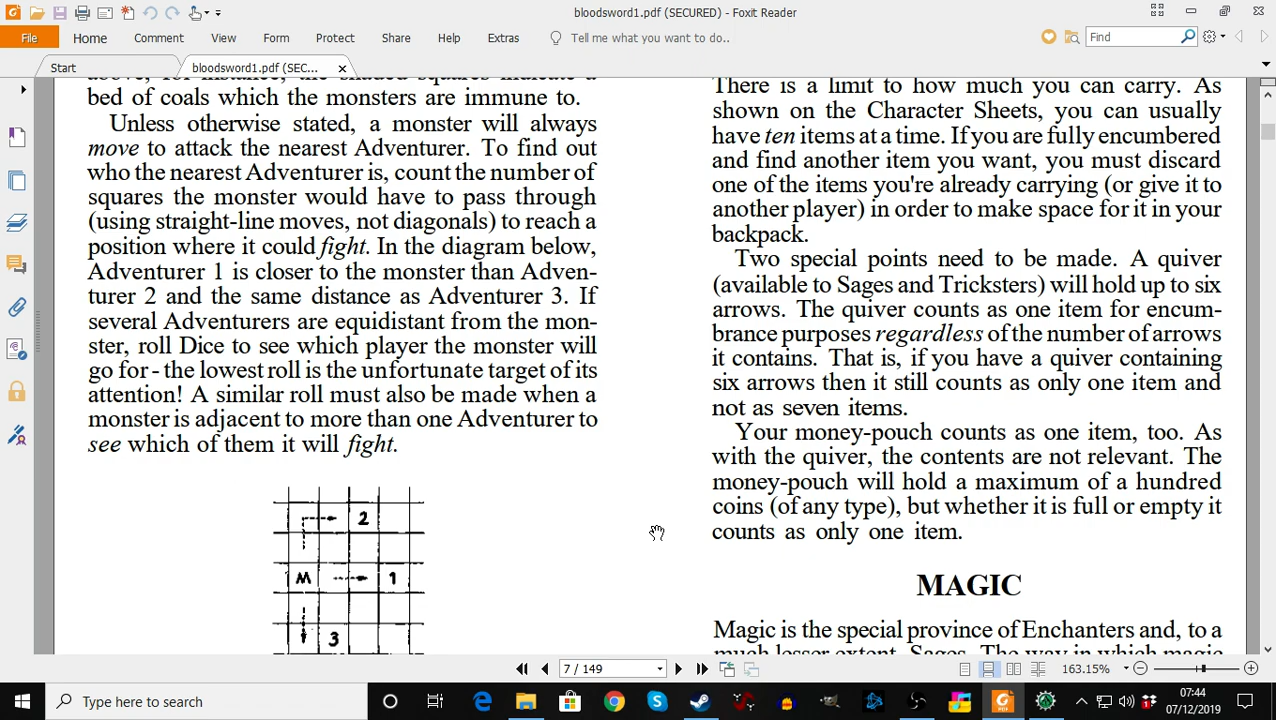 bloodsword1.pdf (SECURED) - Foxit Reader
File
Home
Comment
View
Form
Protect
Share
Help
Extras
Tell me what you want to do..
Find
Start
bloodsword1.pdf (SEC...
above, for instance, the shaded squares indicate a
bed of coals which the monsters are immune to.
Unless otherwise stated, a monster will always
move to attack the nearest Adventurer. To find out
who the nearest Adventurer is, count the number of
squares the monster would have to pass through
(using straight-line moves, not diagonals) to reach a
position where it could fight. In the diagram below,
Adventurer 1 is closer to the monster than Adven-
turer 2 and the same distance as Adventurer 3. If
several Adventurers are equidistant from the mon-
ster, roll Dice to see which player the monster will
go for - the lowest roll is the unfortunate target of its
attention! A similar roll must also be made when a
monster is adjacent to more than one Adventurer to
see which of them it will fight.
2
M
1
3
There is a limit to how much you can carry. As
shown on the Character Sheets, you can usually
have ten items at a time. If you are fully encumbered
and find another item you want, you must discard
one of the items you're already carrying (or give it to
another player) in order to make space for it in your
backpack.
Two special points need to be made. A quiver
(available to Sages and Tricksters) will hold up to six
arrows. The quiver counts as one item for encum-
brance purposes regardless of the number of arrows
it contains. That is, if you have a quiver containing
six arrows then it still counts as only one item and
not as seven items.
Your money-pouch counts as one item, too. As
with the quiver, the contents are not relevant. The
money-pouch will hold a maximum of a hundred
coins (of any type), but whether it is full or empty it
counts as only one item.
MAGIC
Magic is the special province of Enchanters and, to a
much lesser extent, Sages. The way in which magic
7 / 149
163.15%
Type here to search
07:44
07/12/2019